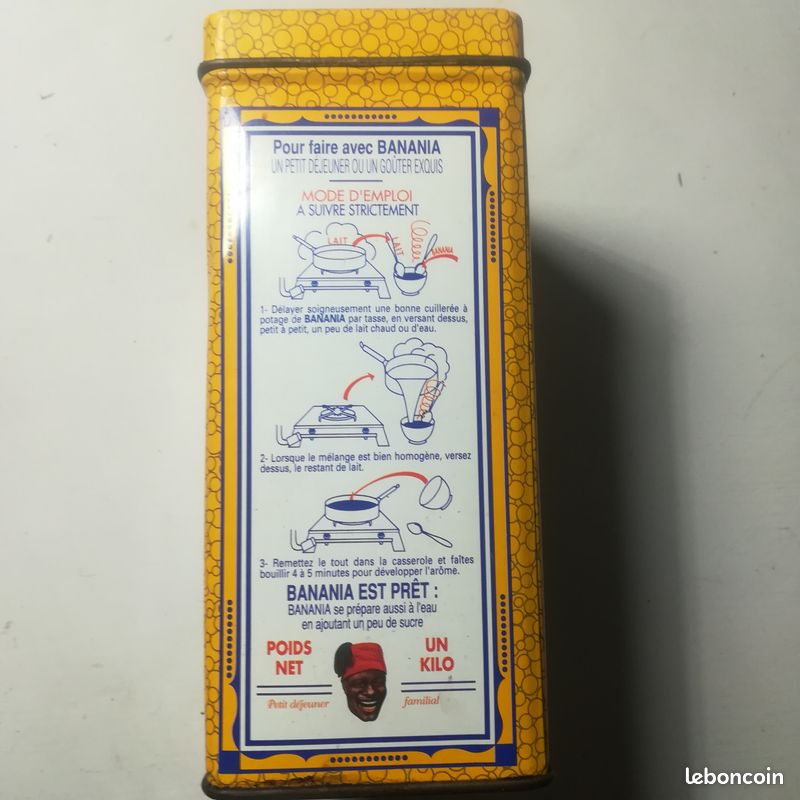 Pour faire avec BANANIA
UN PETIT DÉJEUNER OU UN GOÛTER EXQUIS
MODE D'EMPLOI
A SUIVRE STRICTEMENT
LAIT
LAIT
BANANIA
1- Délayer soigneusement une bonne cuillerée à
potage de BANANIA par tasse, en versant dessus,
petit à petit, un peu de lait chaud ou d'eau.
2- Lorsque le mélange est bien homogène, versez
dessus, le restant de lait.
3- Remettez le tout dans la casserole et faîtes
bouillir 4 à 5 minutes pour développer l'arôme.
BANANIA EST PRÊT :
BANANIA se prépare aussi à l'eau
en ajoutant un peu de sucre
POIDS NET
UN KILO
Petit déjeuner familial
leboncoin